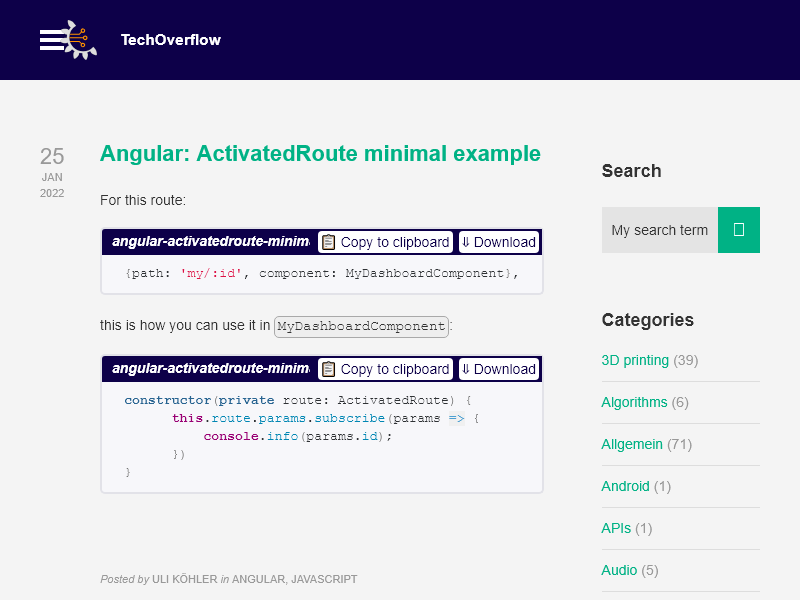 TechOverflow
25
JAN
2022
Angular: ActivatedRoute minimal example
For this route:
angular-activatedroute-minim
Copy to clipboard
⇓ Download
{path: 'my/:id', component: MyDashboardComponent},
this is how you can use it in MyDashboardComponent:
angular-activatedroute-minim
Copy to clipboard
⇓ Download
constructor(private route: ActivatedRoute) {
this.route.params.subscribe(params => {
console.info(params.id);
})
}
Posted by ULI KÖHLER in ANGULAR, JAVASCRIPT
Search
My search term
Categories
3D printing (39)
Algorithms (6)
Allgemein (71)
Android (1)
APIs (1)
Audio (5)